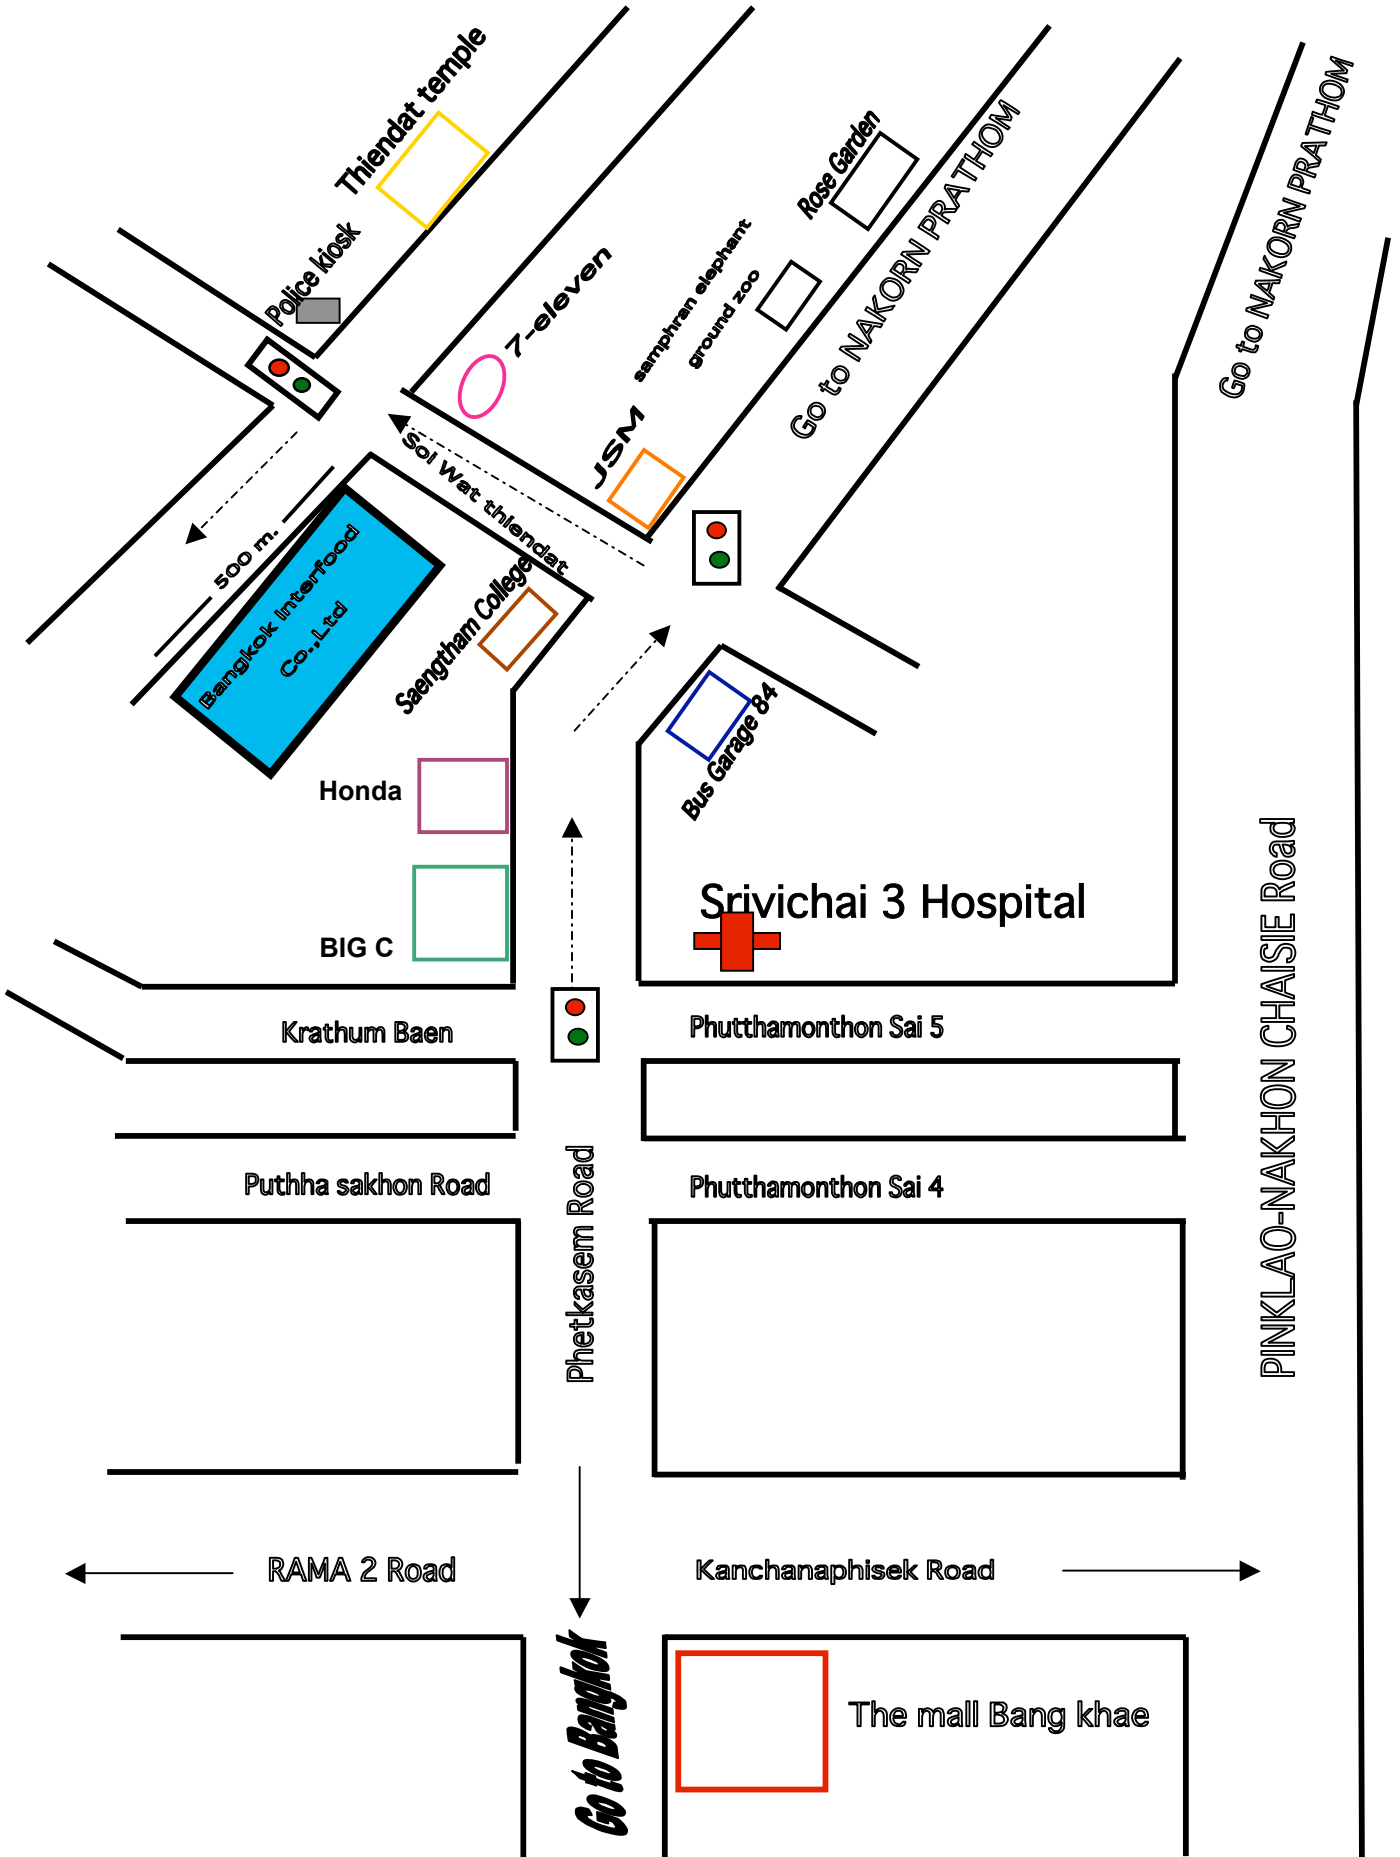 Thiendat temple
Police kiosk
7-eleven
Rose Garden
samphran elephant
ground zoo
JSM
Go to NAKORN PRATHOM
Go to NAKORN PRATHOM
Soi Wat thiendat
500 m.
Bangkok Interfood
Co.,Ltd
Saengtham College
Bus Garage 84
Honda
BIG C
Srivichai 3 Hospital
Krathum Baen
Phutthamonthon Sai 5
Puthha sakhon Road
Phutthamonthon Sai 4
Phetkasem Road
PINKLAO-NAKHON CHAISIE Road
RAMA 2 Road
Kanchanaphisek Road
Go to Bangkok
The mall Bang khae